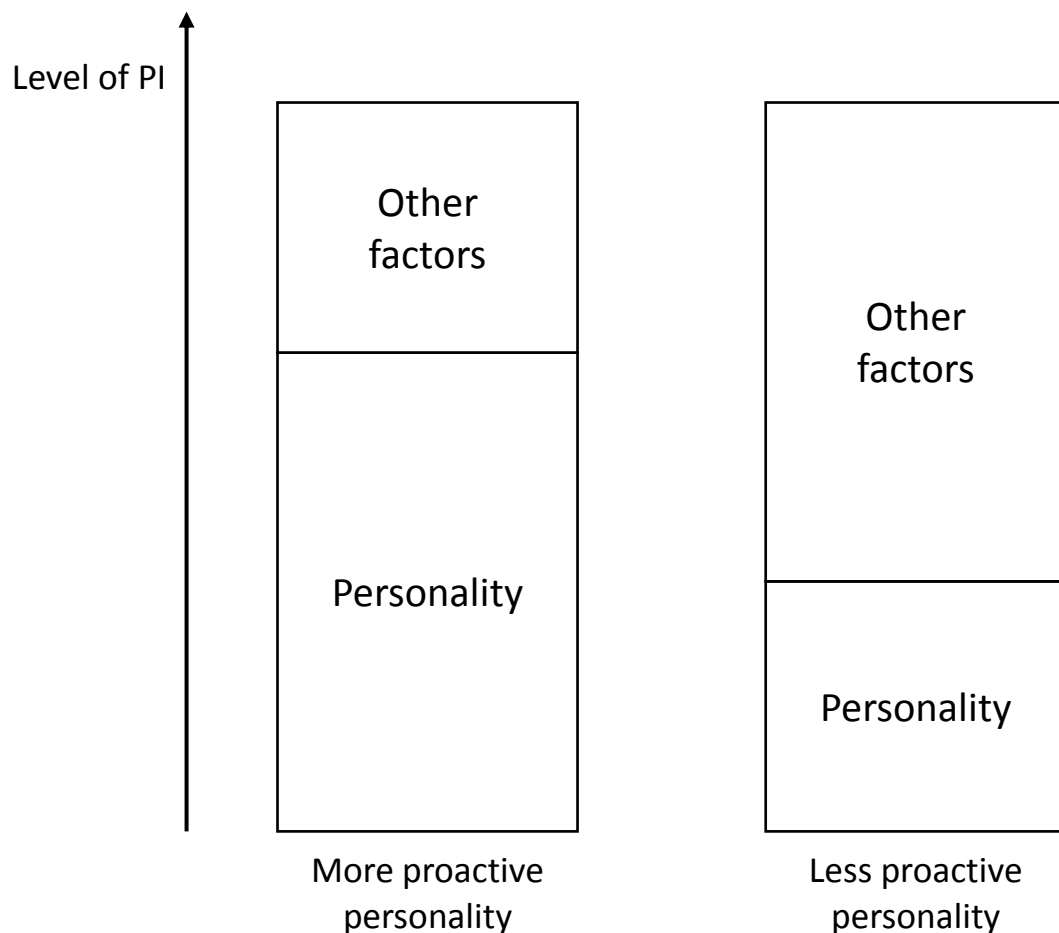 Level of PI
Other
factors
Personality
More proactive
personality
Other
factors
Personality
Less proactive
personality